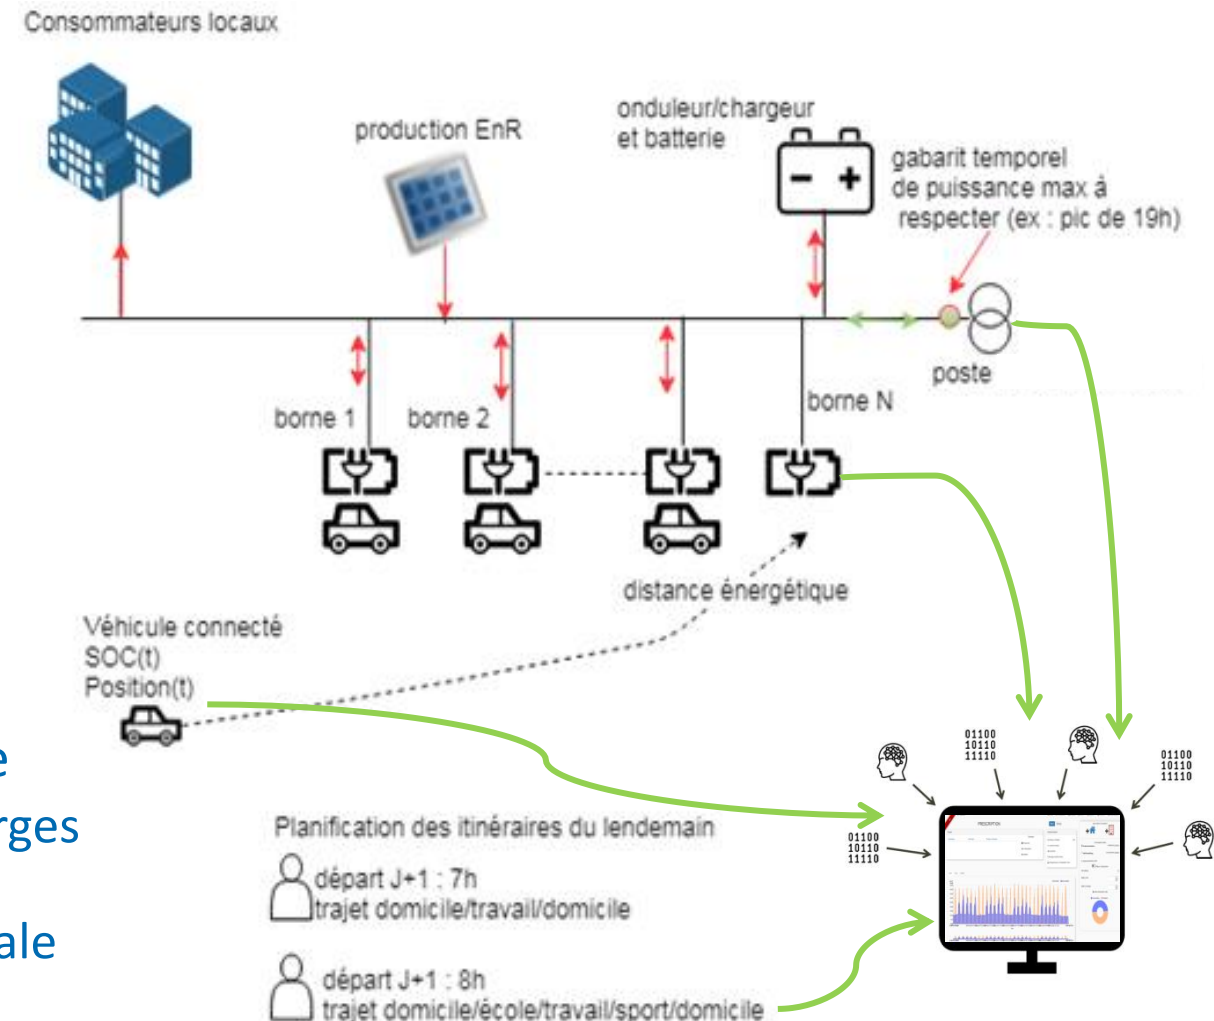 Consommateurs locaux
production EnR
onduleur/chargeur
et batterie
gabarit temporel
de puissance max à
respecter (ex : pic de 19h)
poste
borne 1
borne 2
borne N
distance énergétique
Véhicule connecté
SOC(t)
Position(t)
e
rges
ale
Planification des itinéraires du lendemain
départ J+1 : 7h
trajet domicile/travail/domicile
départ J+1 : 8h
trajet domicile/école/travail/sport/domicile
01100
10110
11110
01100
10110
11110
01100
10110
11110